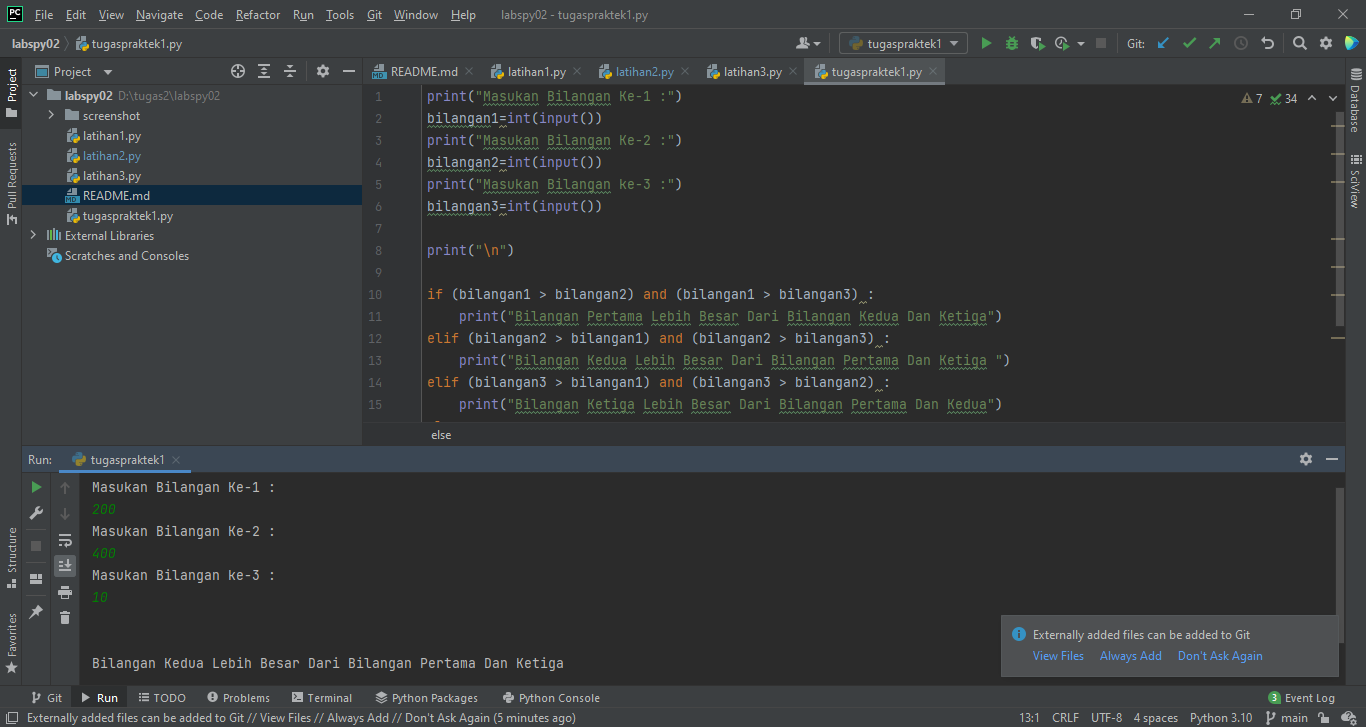 PC File Edit View Navigate Code Refactor Run Tools Git Window Help labspy02 - tugaspraktek1.py
labspy02 tugaspraktek1.py tugaspraktek1 Git:
Project
Pull Requests
Structure
Favorites
Project
labspy02 D:\tugas2\labspy02
screenshot
latihan1.py
latihan2.py
latihan3.py
README.md
tugaspraktek1.py
External Libraries
Scratches and Consoles
README.md latihan1.py latihan2.py latihan3.py tugaspraktek1.py
7 34
1 print("Masukan Bilangan Ke-1 :")
2 bilangan1=int(input())
3 print("Masukan Bilangan Ke-2 :")
4 bilangan2=int(input())
5 print("Masukan Bilangan ke-3 :")
6 bilangan3=int(input())
7
8 print("\n")
9
10 if (bilangan1 > bilangan2) and (bilangan1 > bilangan3) :
11 print("Bilangan Pertama Lebih Besar Dari Bilangan Kedua Dan Ketiga")
12 elif (bilangan2 > bilangan1) and (bilangan2 > bilangan3) :
13 print("Bilangan Kedua Lebih Besar Dari Bilangan Pertama Dan Ketiga ")
14 elif (bilangan3 > bilangan1) and (bilangan3 > bilangan2) :
15 print("Bilangan Ketiga Lebih Besar Dari Bilangan Pertama Dan Kedua")
else
Database
SciView
Run: tugaspraktek1
Masukan Bilangan Ke-1 :
200
Masukan Bilangan Ke-2 :
400
Masukan Bilangan ke-3 :
10
Bilangan Kedua Lebih Besar Dari Bilangan Pertama Dan Ketiga
Externally added files can be added to Git
View Files Always Add Don't Ask Again
Git Run TODO Problems Terminal Python Packages Python Console 3 Event Log
Externally added files can be added to Git // View Files // Always Add // Don't Ask Again (5 minutes ago) 13:1 CRLF UTF-8 4 spaces Python 3.10 main